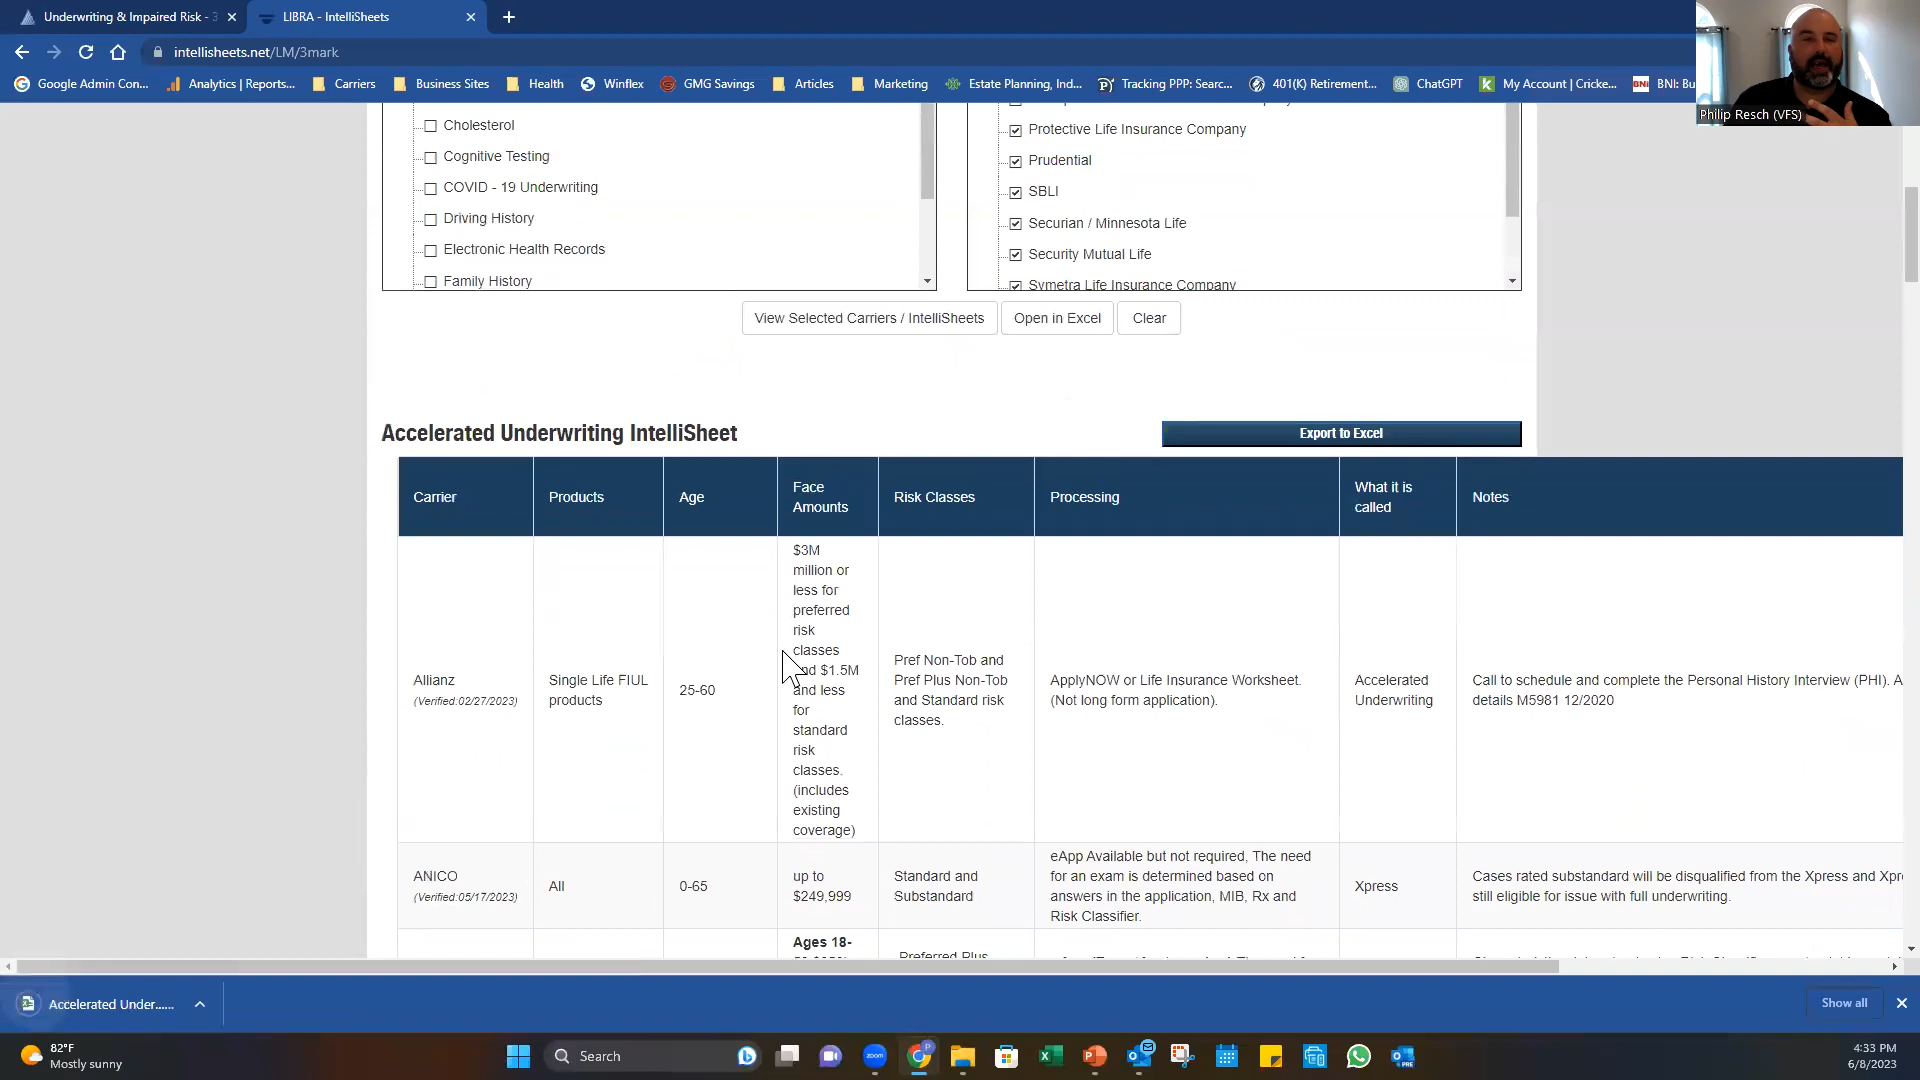 Underwriting & Impaired Risk - 3
LIBRA - IntelliSheets
intellisheets.net/LM/3mark
Google Admin Con...
Analytics | Reports...
Carriers
Business Sites
Health
Winflex
GMG Savings
Articles
Marketing
Estate Planning, Ind...
Tracking PPP: Searc...
401(K) Retirement...
ChatGPT
My Account | Cricke...
BNI: Bu
Philip Resch (VFS)
Cholesterol
Cognitive Testing
COVID - 19 Underwriting
Driving History
Electronic Health Records
Family History
Protective Life Insurance Company
Prudential
SBLI
Securian / Minnesota Life
Security Mutual Life
Symetra Life Insurance Company
View Selected Carriers / IntelliSheets
Open in Excel
Clear
Accelerated Underwriting IntelliSheet
Export to Excel
Carrier
Products
Age
Face
Amounts
Risk Classes
Processing
What it is
called
Notes
Allianz
(Verified:02/27/2023)
Single Life FIUL
products
25-60
$3M
million or
less for
preferred
risk
classes
and $1.5M
and less
for
standard
risk
classes.
(includes
existing
coverage)
Pref Non-Tob and
Pref Plus Non-Tob
and Standard risk
classes.
ApplyNOW or Life Insurance Worksheet.
(Not long form application).
Accelerated
Underwriting
Call to schedule and complete the Personal History Interview (PHI). A
details M5981 12/2020
ANICO
(Verified:05/17/2023)
All
0-65
up to
$249,999
Standard and
Substandard
eApp Available but not required, The need
for an exam is determined based on
answers in the application, MIB, Rx and
Risk Classifier.
Xpress
Cases rated substandard will be disqualified from the Xpress and Xpr
still eligible for issue with full underwriting.
Ages 18-
Preferred Plus
Accelerated Under......
Show all
82°F
Mostly sunny
Search
zoom
4:33 PM
6/8/2023